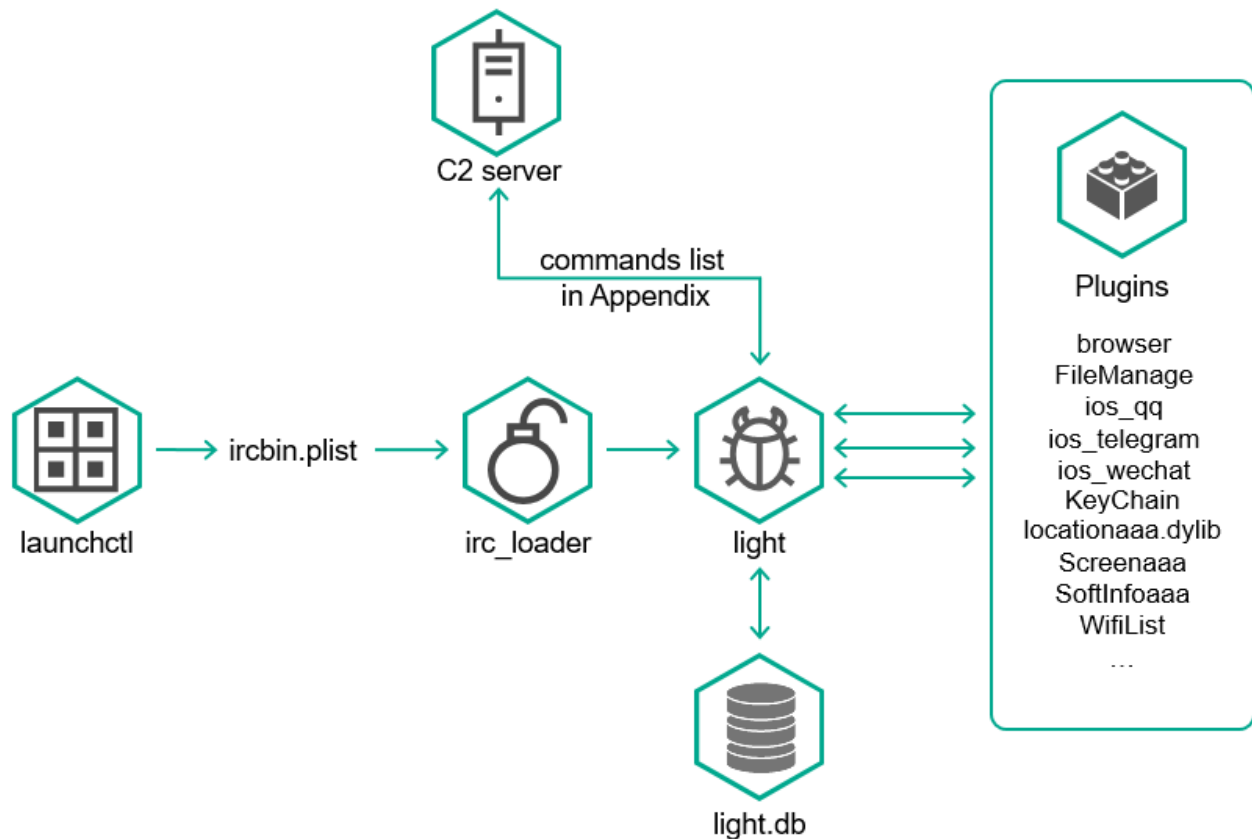 C2 server
commands list
in Appendix
launchctl
ircbin.plist
irc_loader
light
light.db
Plugins
browser
FileManage
ios_qq
ios_telegram
ios_wechat
KeyChain
locationaaa.dylib
Screenaaa
SoftInfoaaa
WifiList
...